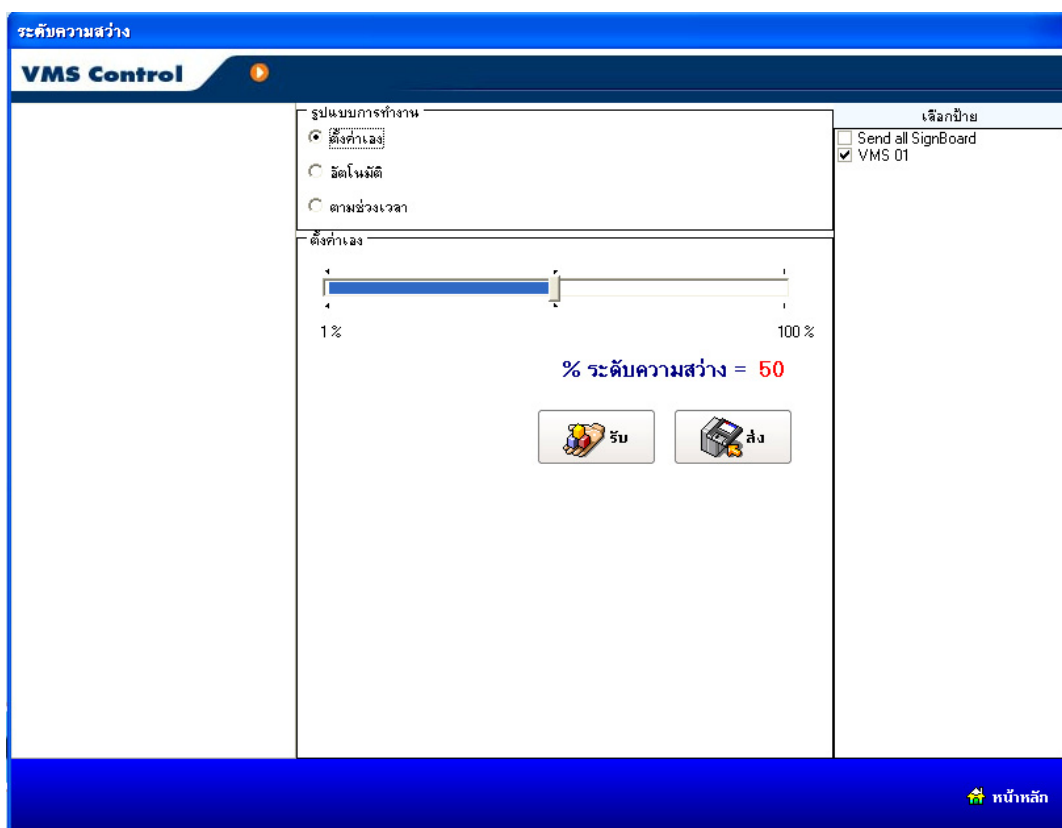 ระดับความสว่าง
VMS Control
รูปแบบการทำงาน
ตั้งค่าเอง
อัตโนมัติ
ตามช่วงเวลา
ตั้งค่าเอง
1 %
100 %
% ระดับความสว่าง = 50
รับ
ส่ง
เลือกป้าย
Send all SignBoard
VMS 01
หน้าหลัก